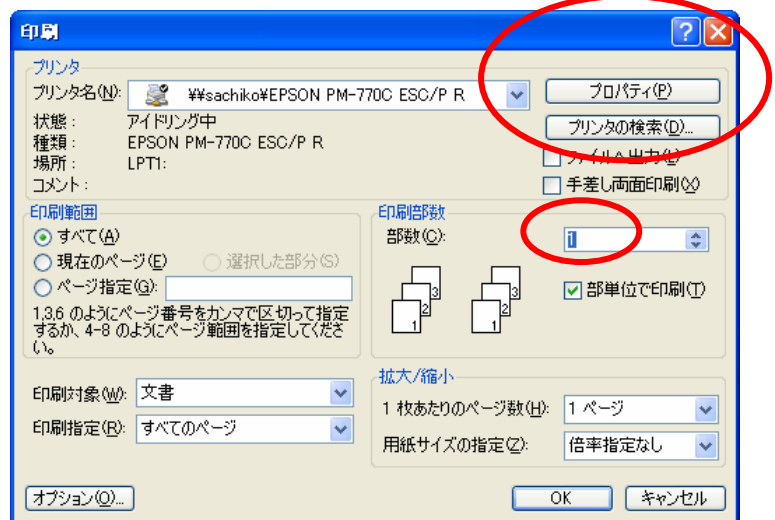 印刷
プリンタ
プリンタ名(N): ¥¥sachiko¥EPSON PM-770C ESC/P R プロパティ(P)
状態： アイドリング中 プリンタの検索(D)...
種類： EPSON PM-770C ESC/P R
場所： LPT1: ファイルへ出力(L)
コメント： 手差し両面印刷(X)
印刷範囲
すべて(A)
現在のページ(E) 選択した部分(S)
ページ指定(G):
1,3,6 のようにページ番号をカンマで区切って指定
するか、4-8 のようにページ範囲を指定してくださ
い。
印刷部数
部数(C): 1
部単位で印刷(T)
3 3
2 2
1 1
印刷対象(W): 文書
印刷指定(R): すべてのページ
拡大/縮小
1 枚あたりのページ数(H): 1 ページ
用紙サイズの指定(Z): 倍率指定なし
オプション(O)... OK キャンセル